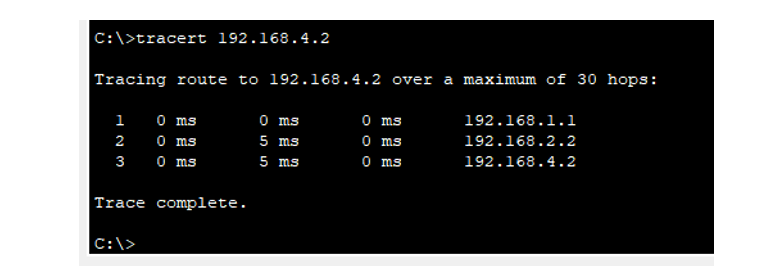 C:\>tracert 192.168.4.2
Tracing route to 192.168.4.2 over a maximum of 30 hops:
1 0 ms 0 ms 0 ms 192.168.1.1
2 0 ms 5 ms 0 ms 192.168.2.2
3 0 ms 5 ms 0 ms 192.168.4.2
Trace complete.
C:\>